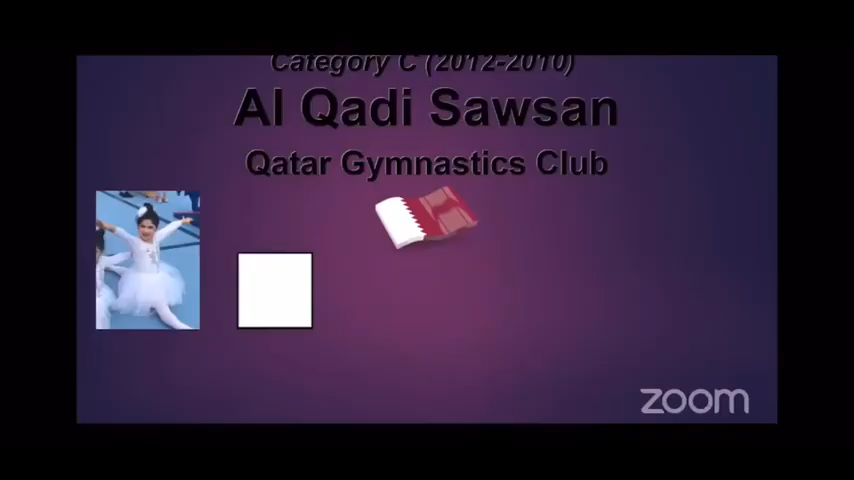 Category C (2012-2010)
Al Qadi Sawsan
Qatar Gymnastics Club
zoom